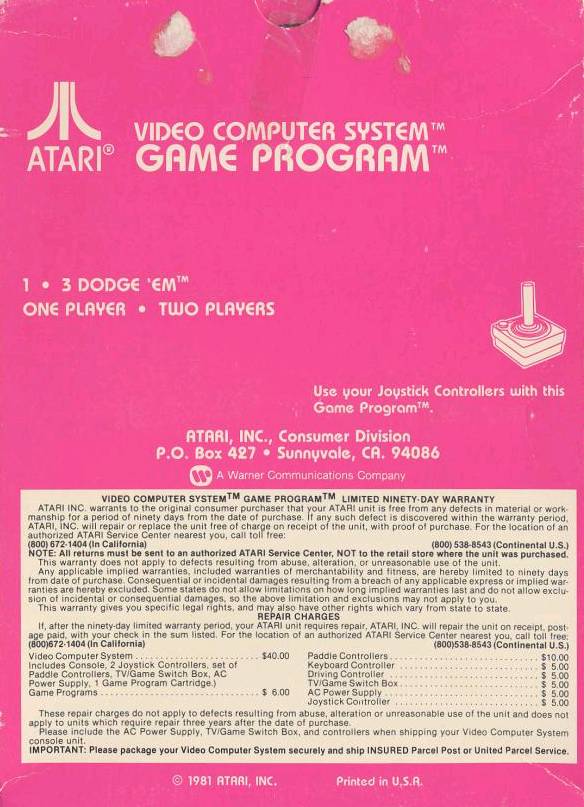 VIDEO COMPUTER SYSTEM™
ATARI® GAME PROGRAM™
1 • 3 DODGE 'EM™
ONE PLAYER • TWO PLAYERS
Use your Joystick Controllers with this
Game Program™.
ATARI, INC., Consumer Division
P.O. Box 427 • Sunnyvale, CA. 94086
A Warner Communications Company
VIDEO COMPUTER SYSTEM™ GAME PROGRAM™ LIMITED NINETY-DAY WARRANTY
ATARI INC. warrants to the original consumer purchaser that your ATARI unit is free from any defects in material or work-
manship for a period of ninety days from the date of purchase. If any such defect is discovered within the warranty period,
ATARI, INC. will repair or replace the unit free of charge on receipt of the unit, with proof of purchase. For the location of an
authorized ATARI Service Center nearest you, call toll free:
(800) 672-1404 (In California) (800) 538-8543 (Continental U.S.)
NOTE: All returns must be sent to an authorized ATARI Service Center, NOT to the retail store where the unit was purchased.
This warranty does not apply to defects resulting from abuse, alteration, or unreasonable use of the unit.
Any applicable implied warranties, included warranties of merchantability and fitness, are hereby limited to ninety days
from date of purchase. Consequential or incidental damages resulting from a breach of any applicable express or implied war-
ranties are hereby excluded. Some states do not allow limitations on how long implied warranties last and do not allow exclu-
sion of incidental or consequential damages, so the above limitation and exclusions may not apply to you.
This warranty gives you specific legal rights, and may also have other rights which vary from state to state.
REPAIR CHARGES
If, after the ninety-day limited warranty period, your ATARI unit requires repair, ATARI, INC. will repair the unit on receipt, post-
age paid, with your check in the sum listed. For the location of an authorized ATARI Service Center nearest you, call toll free:
(800)672-1404 (In California) (800)538-8543 (Continental U.S.)
Video Computer System . . . . . . . . . . . . $40.00
Includes Console, 2 Joystick Controllers, set of
Paddle Controllers, TV/Game Switch Box, AC
Power Supply, 1 Game Program Cartridge.)
Game Programs . . . . . . . . . . . . $ 6.00
Paddle Controllers . . . . . . . . . . . . $10.00
Keyboard Controller . . . . . . . . . . . . $ 5.00
Driving Controller . . . . . . . . . . . . $ 5.00
TV/Game Switch Box . . . . . . . . . . . . $ 5.00
AC Power Supply . . . . . . . . . . . . $ 5.00
Joystick Controller . . . . . . . . . . . . $ 5.00
These repair charges do not apply to defects resulting from abuse, alteration or unreasonable use of the unit and does not
apply to units which require repair three years after the date of purchase.
Please include the AC Power Supply, TV/Game Switch Box, and controllers when shipping your Video Computer System
console unit.
IMPORTANT: Please package your Video Computer System securely and ship INSURED Parcel Post or United Parcel Service.
© 1981 ATARI, INC. Printed in U.S.A.